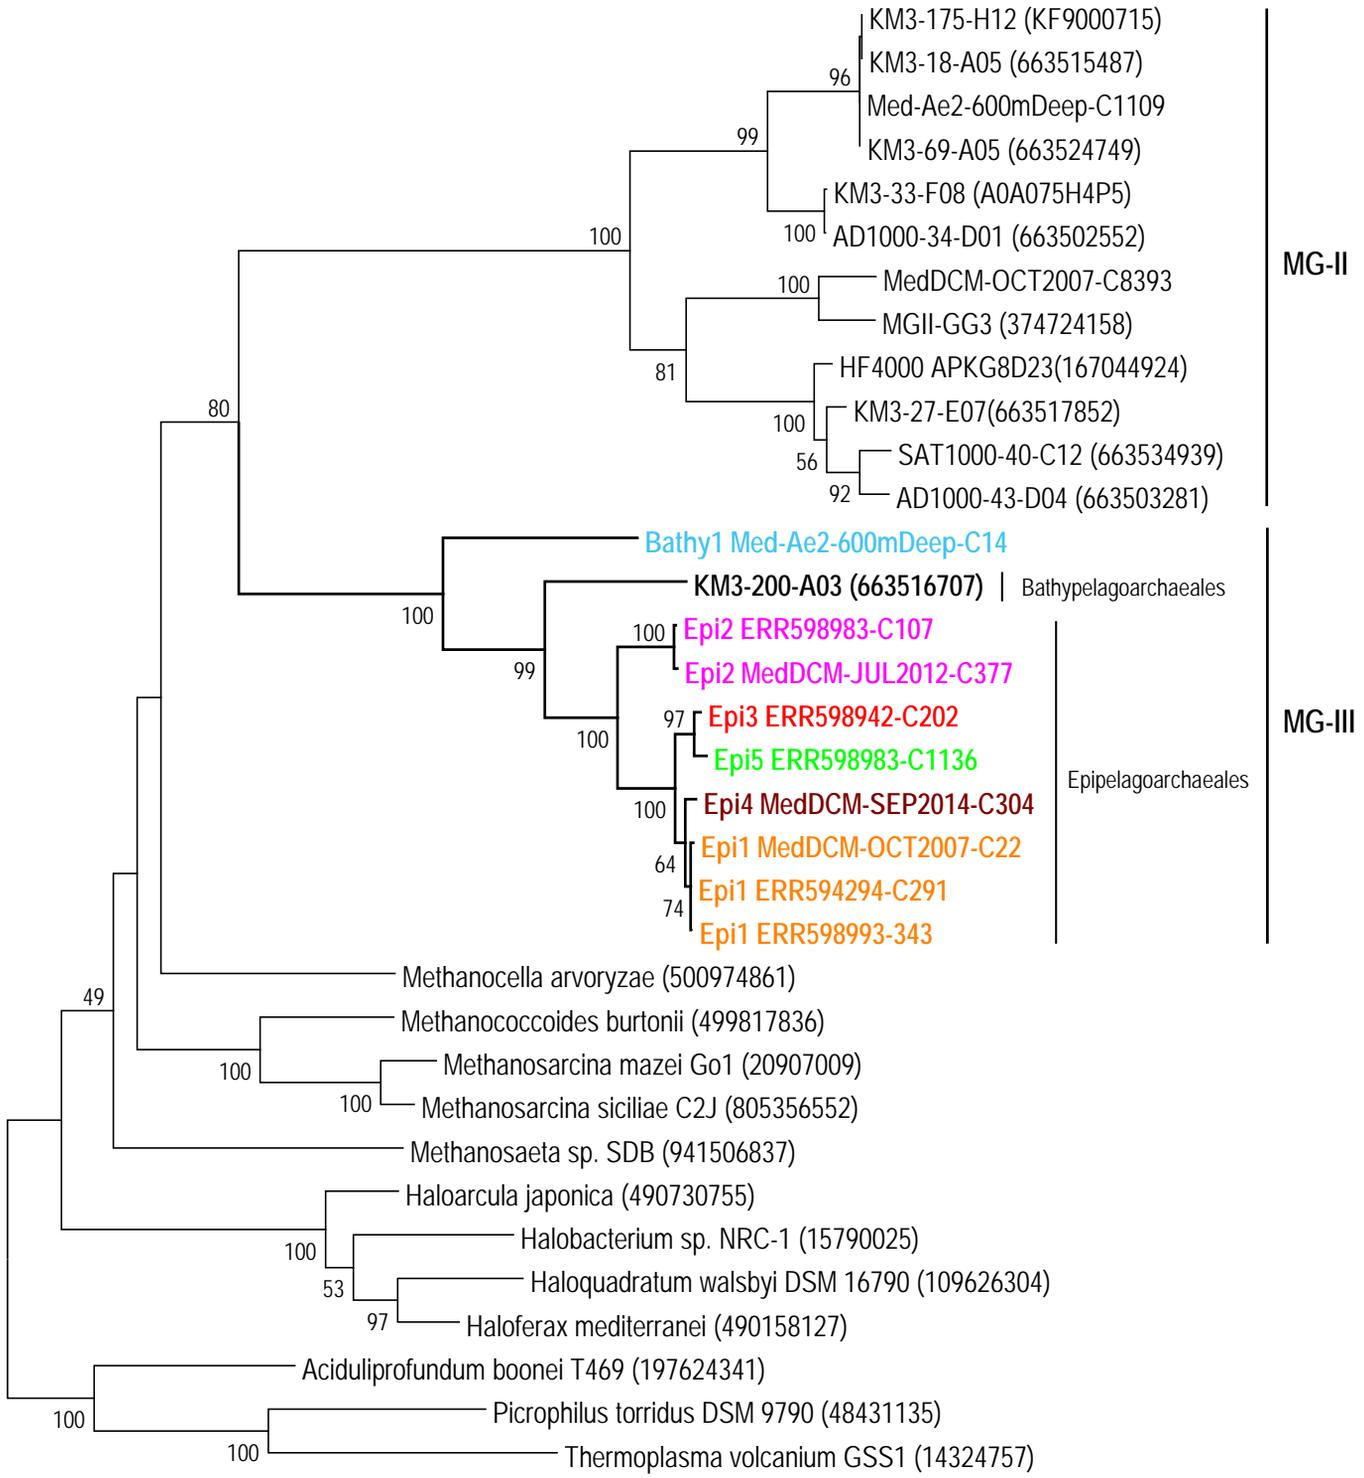 KM3-175-H12 (KF9000715)
KM3-18-A05 (663515487)
96
Med-Ae2-600mDeep-C1109
99
KM3-69-A05 (663524749)
KM3-33-F08 (A0A075H4P5)
100
AD1000-34-D01 (663502552)
100
MG-II
MedDCM-OCT2007-C8393
100
MGII-GG3 (374724158)
81
HF4000 APKG8D23(167044924)
KM3-27-E07(663517852)
80
100
SAT1000-40-C12 (663534939)
56
AD1000-43-D04 (663503281)
92
Bathy1 Med-Ae2-600mDeep-C14
KM3-200-A03 (663516707)
Bathypelagoarchaeales
100
Epi2 ERR598983-C107
100
Epi2 MedDCM-JUL2012-C377
99
Epi3 ERR598942-C202
97
MG-III
100
Epi5 ERR598983-C1136
Epipelagoarchaeales
Epi4 MedDCM-SEP2014-C304
100
Epi1 MedDCM-OCT2007-C22
64
Epi1 ERR594294-C291
74
Epi1 ERR598993-343
Methanocella arvoryzae (500974861)
49
Methanococcoides burtonii (499817836)
100
Methanosarcina mazei Go1 (20907009)
100
Methanosarcina siciliae C2J (805356552)
Methanosaeta sp. SDB (941506837)
Haloarcula japonica (490730755)
100
Halobacterium sp. NRC-1 (15790025)
53
Haloquadratum walsbyi DSM 16790 (109626304)
97
Haloferax mediterranei (490158127)
Aciduliprofundum boonei T469 (197624341)
100
Picrophilus torridus DSM 9790 (48431135)
100
Thermoplasma volcanium GSS1 (14324757)